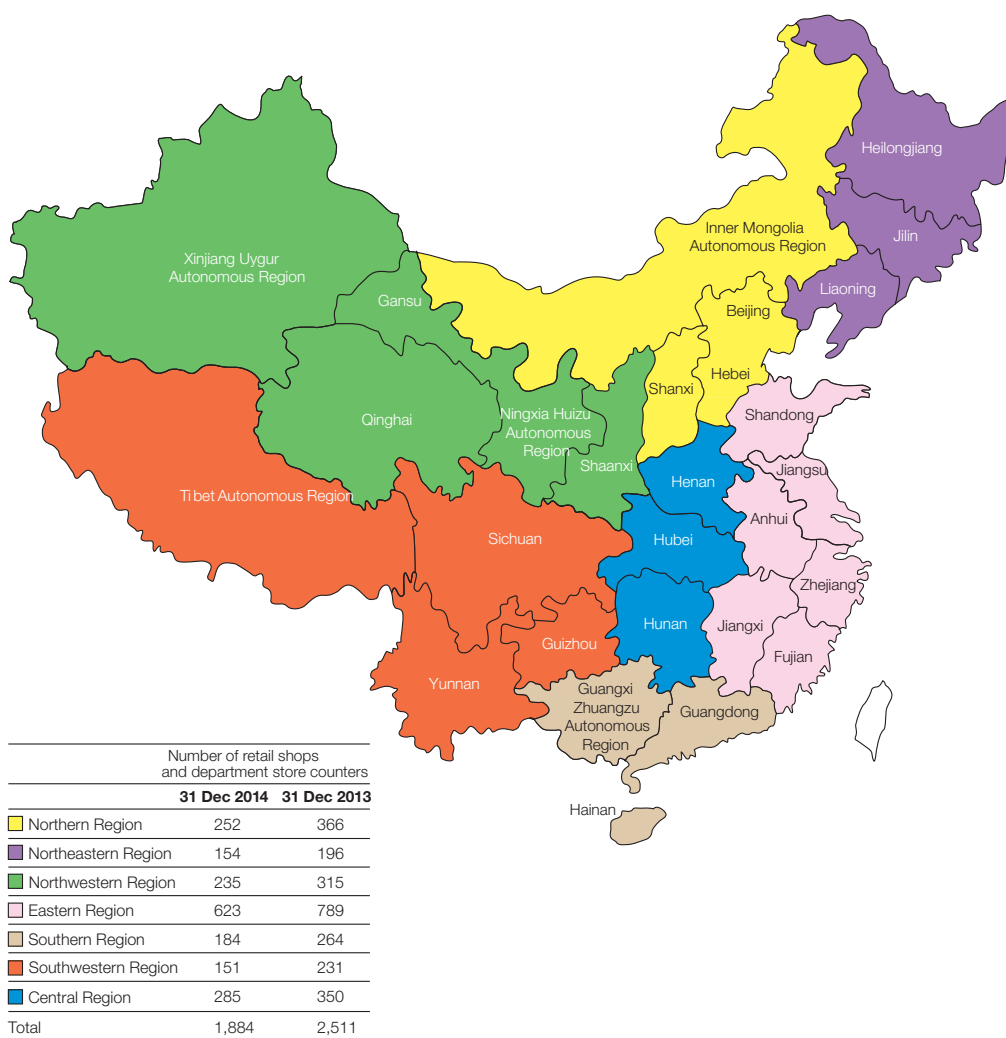 Heilongjiang
Inner Mongolia
Autonomous Region
Jilin
Xinjiang Uygur
Autonomous Region
Gansu
Liaoning
Beijing
Hebei
Shanxi
Shandong
Qinghai
Ningxia Huizu
Autonomous
Region
Shaanxi
Jiangsu
Henan
Ti bet Autonomous Region
Anhui
Sichuan
Hubei
Zhejiang
Hunan
Jiangxi
Guizhou
Fujian
Yunnan
Guangxi
Zhuangzu
Autonomous
Region
Guangdong
Hainan
Number of retail shops
and department store counters
31 Dec 2014 31 Dec 2013
Northern Region 252 366
Northeastern Region 154 196
Northwestern Region 235 315
Eastern Region 623 789
Southern Region 184 264
Southwestern Region 151 231
Central Region 285 350
Total 1,884 2,511